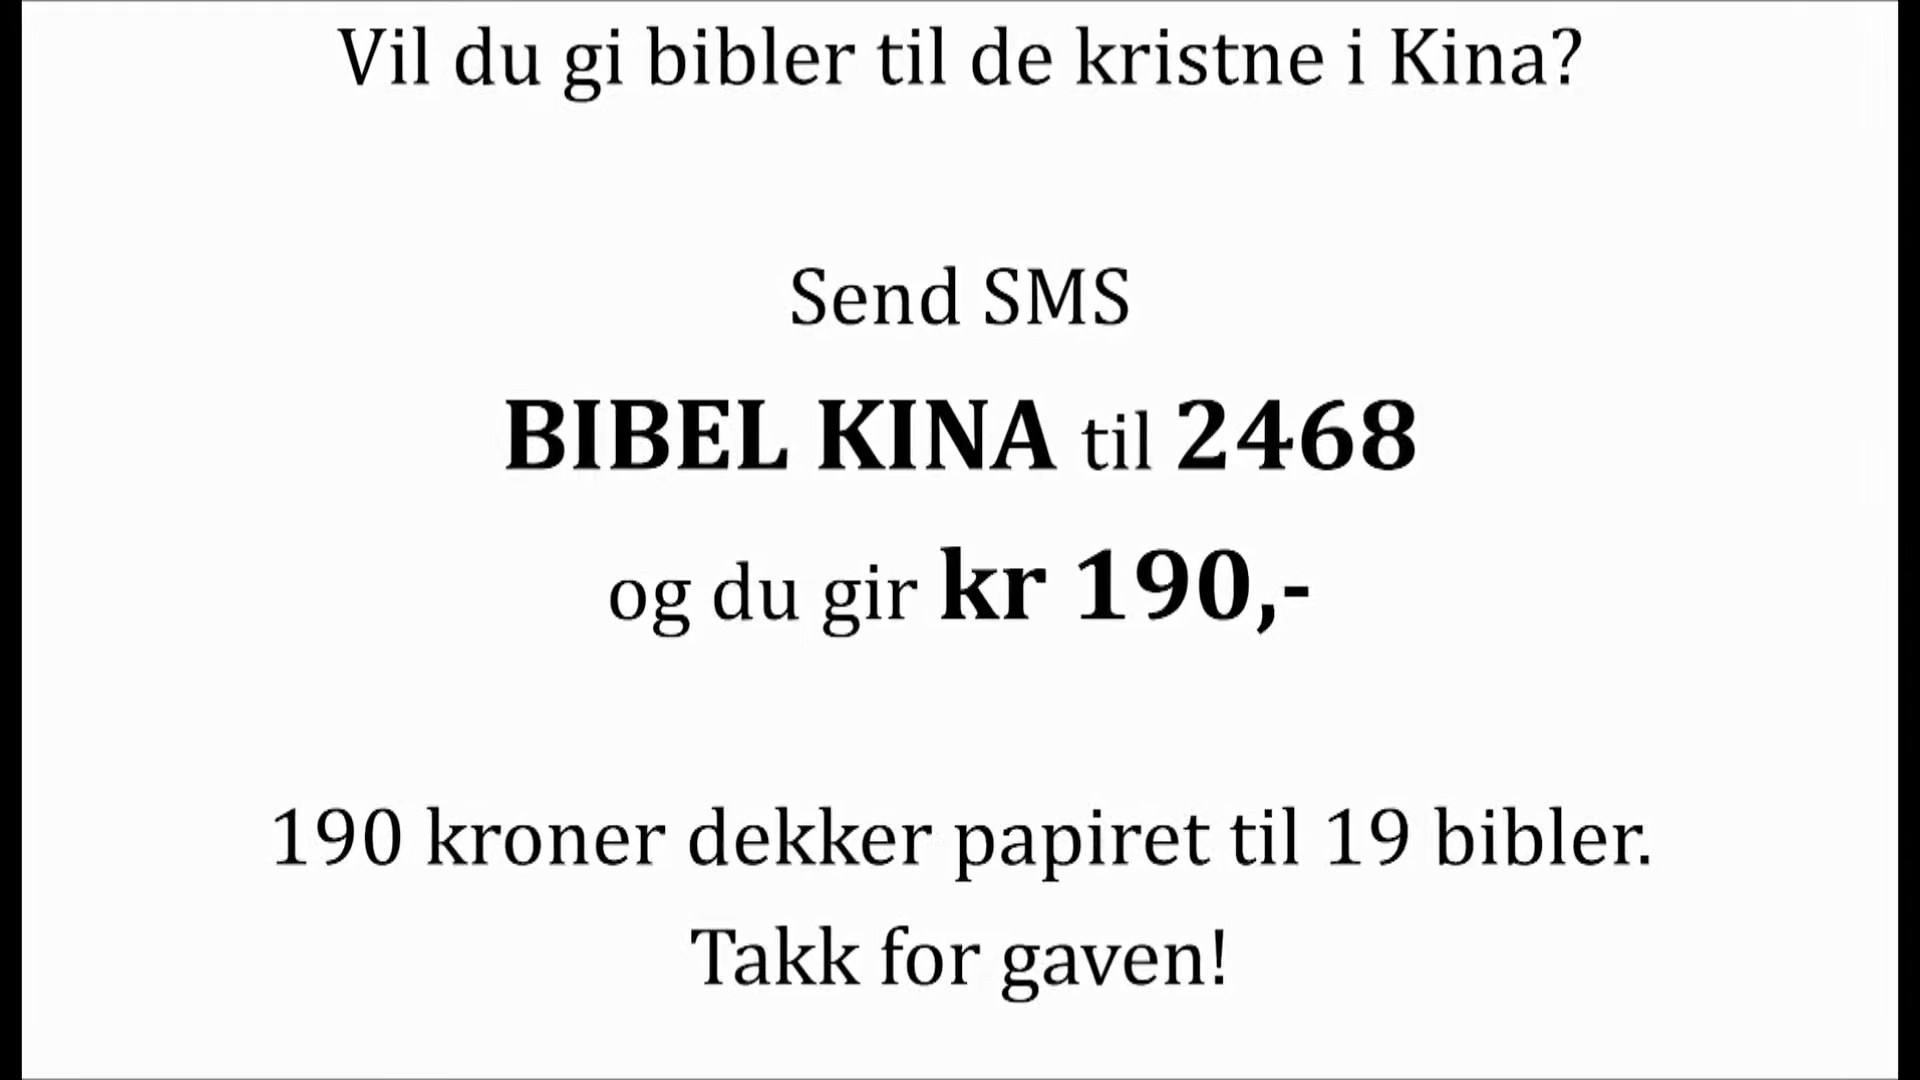 Vil du gi bibler til de kristne i Kina?
Send SMS
BIBEL KINA til 2468
og du gir kr 190,-
190 kroner dekker papiret til 19 bibler.
Takk for gaven!